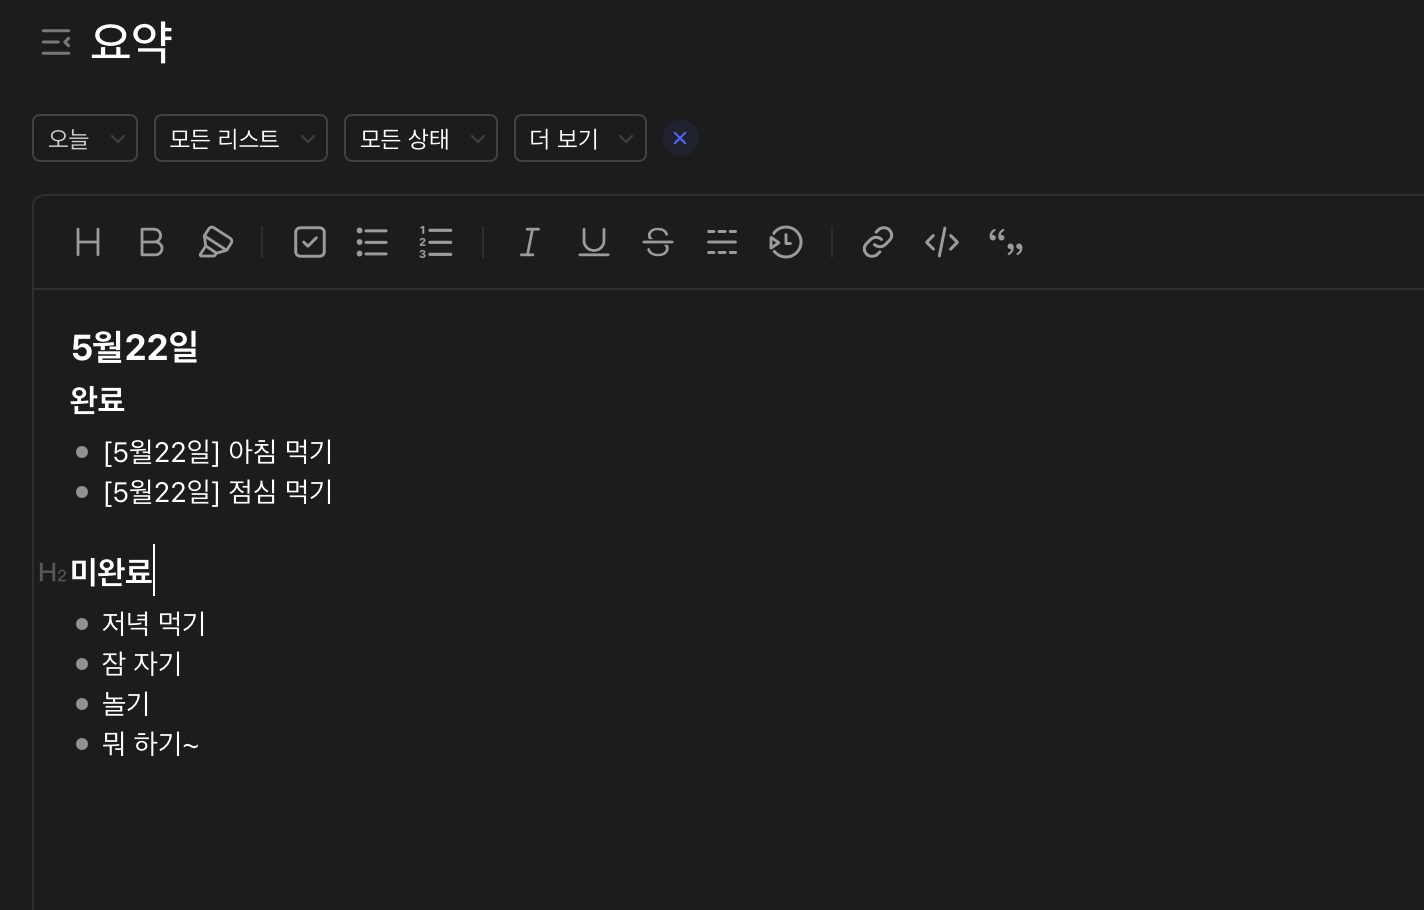 요약
오늘 모든 리스트 모든 상태 더 보기
H B I U S </> “„
5월22일
완료
[5월22일] 아침 먹기
[5월22일] 점심 먹기
H2 미완료
저녁 먹기
잠 자기
놀기
뭐 하기~